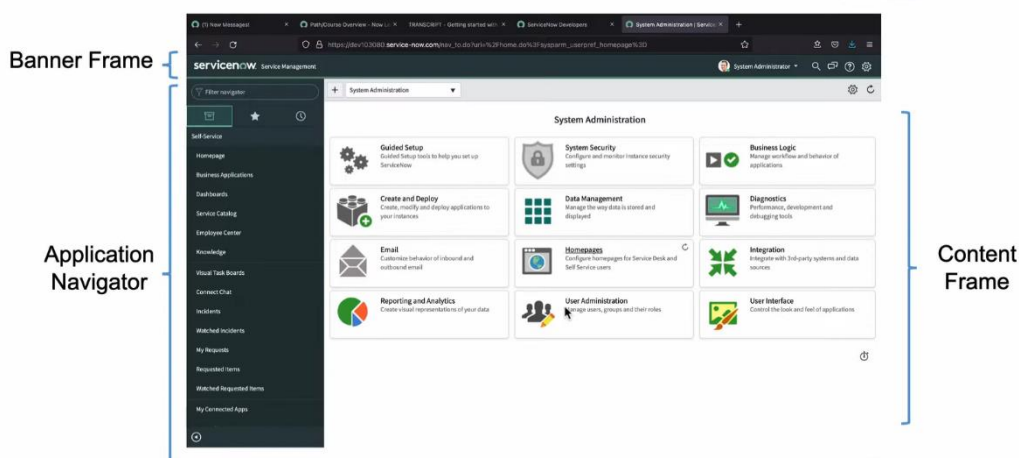 (1) New Messages!
Path/Course Overview - Now Le
TRANSCRIPT - Getting started with
ServiceNow Developers
System Administration | Service
https://dev103080.service-now.com/nav_to.do?uri=%2Fhome.do%3Fsysparm_userpref_homepage%3D
Banner Frame
servicenow. Service Management
System Administrator
Filter navigator
System Administration
System Administration
Self-Service
Homepage
Business Applications
Dashboards
Service Catalog
Employee Center
Knowledge
Visual Task Boards
Connect Chat
Incidents
Watched Incidents
My Requests
Requested Items
Watched Requested Items
My Connected Apps
Application
Navigator
Guided Setup
Guided Setup tools to help you set up
ServiceNow
System Security
Configure and monitor instance security
settings
Business Logic
Manage workflow and behavior of
applications
Create and Deploy
Create, modify and deploy applications to
your instances
Data Management
Manage the way data is stored and
displayed
Diagnostics
Performance, development and
debugging tools
Email
Customize behavior of inbound and
outbound email
Homepages
Configure homepages for Service Desk and
Self Service users
Integration
Integrate with 3rd-party systems and data
sources
Reporting and Analytics
Create visual representations of your data
User Administration
Manage users, groups and their roles
User Interface
Control the look and feel of applications
Content
Frame